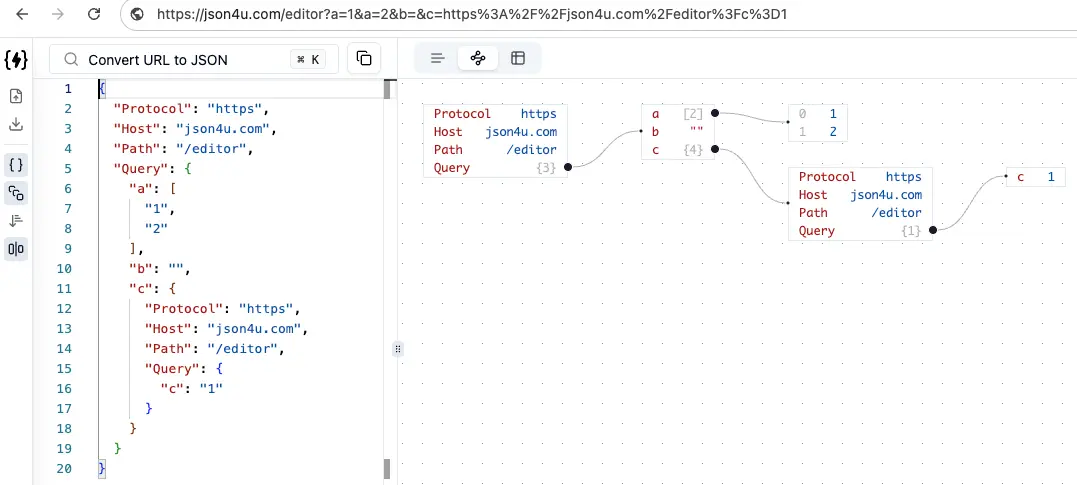 https://json4u.com/editor?a=1&a=2&b=&c=https%3A%2F%2Fjson4u.com%2Feditor%3Fc%3D1
Convert URL to JSON
⌘ K
1 {
2 "Protocol": "https",
3 "Host": "json4u.com",
4 "Path": "/editor",
5 "Query": {
6 "a": [
7 "1",
8 "2"
9 ],
10 "b": "",
11 "c": {
12 "Protocol": "https",
13 "Host": "json4u.com",
14 "Path": "/editor",
15 "Query": {
16 "c": "1"
17 }
18 }
19 }
20 }
Protocol https
Host json4u.com
Path /editor
Query {3}
a [2]
b ""
c {4}
0 1
1 2
Protocol https
Host json4u.com
Path /editor
Query {1}
c 1